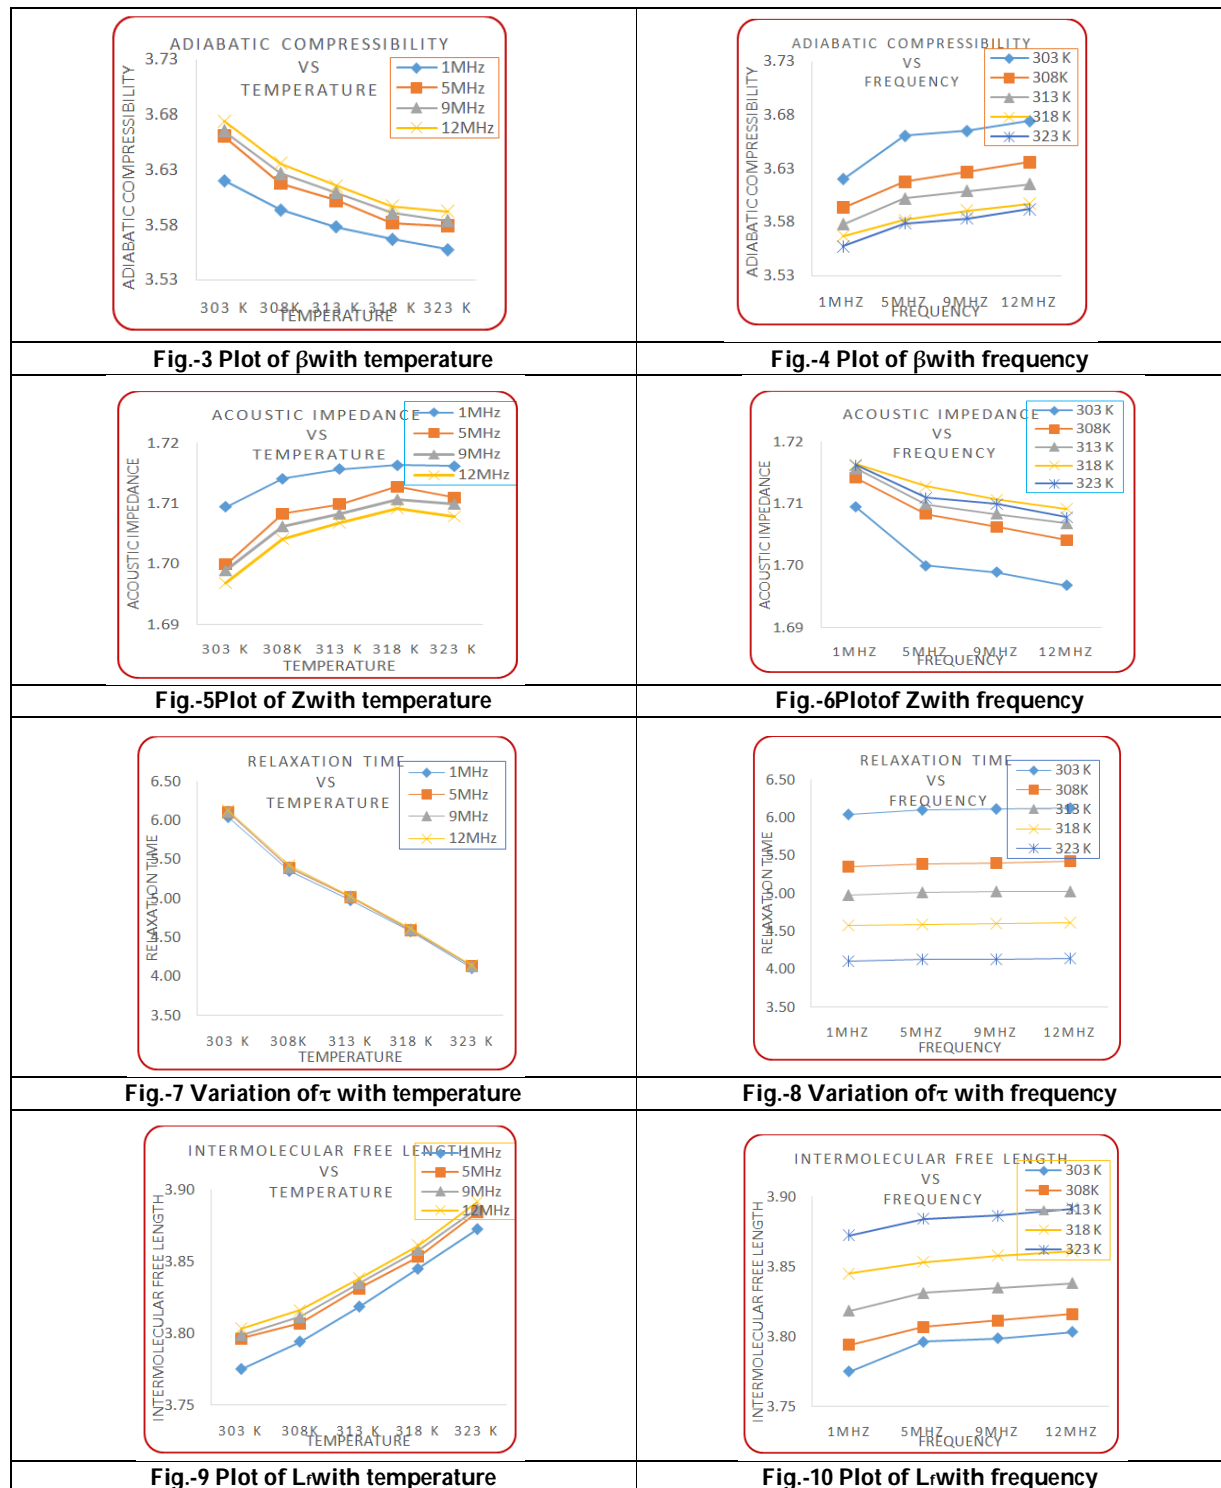 ADIABATIC COMPRESSIBILITY
VS
TEMPERATURE
1MHz
5MHz
9MHz
12MHz
3.73
3.68
3.63
3.58
3.53
ADIABATIC COMPRESSIBILITY
303 K 308K 313 K 318 K 323 K
TEMPERATURE
Fig.-3 Plot of βwith temperature
ADIABATIC COMPRESSIBILITY
VS
FREQUENCY
303 K
308K
313 K
318 K
323 K
3.73
3.68
3.63
3.58
3.53
ADIABATIC COMPRESSIBILITY
1MHZ 5MHZ 9MHZ 12MHZ
FREQUENCY
Fig.-4 Plot of βwith frequency
ACOUSTIC IMPEDANCE
VS
TEMPERATURE
1MHz
5MHz
9MHz
12MHz
1.72
1.71
1.70
1.69
ACOUSTIC IMPEDANCE
303 K 308K 313 K 318 K 323 K
TEMPERATURE
Fig.-5Plot of Zwith temperature
ACOUSTIC IMPEDANCE
VS
FREQUENCY
303 K
308K
313 K
318 K
323 K
1.72
1.71
1.70
1.69
ACOUSTIC IMPEDANCE
1MHZ 5MHZ 9MHZ 12MHZ
FREQUENCY
Fig.-6Plotof Zwith frequency
RELAXATION TIME
VS
TEMPERATURE
1MHz
5MHz
9MHz
12MHz
6.50
6.00
5.50
5.00
4.50
4.00
3.50
RELAXATION TIME
303 K 308K 313 K 318 K 323 K
TEMPERATURE
Fig.-7 Variation ofτ with temperature
RELAXATION TIME
VS
FREQUENCY
303 K
308K
313 K
318 K
323 K
6.50
6.00
5.50
5.00
4.50
4.00
3.50
RELAXATION TIME
1MHZ 5MHZ 9MHZ 12MHZ
FREQUENCY
Fig.-8 Variation ofτ with frequency
INTERMOLECULAR FREE LENGTH
VS
TEMPERATURE
1MHz
5MHz
9MHz
12MHz
3.90
3.85
3.80
3.75
INTERMOLECULAR FREE LENGTH
303 K 308K 313 K 318 K 323 K
TEMPERATURE
Fig.-9 Plot of Lfwith temperature
INTERMOLECULAR FREE LENGTH
VS
FREQUENCY
303 K
308K
313 K
318 K
323 K
3.90
3.85
3.80
3.75
INTERMOLECULAR FREE LENGTH
1MHZ 5MHZ 9MHZ 12MHZ
FREQUENCY
Fig.-10 Plot of Lfwith frequency